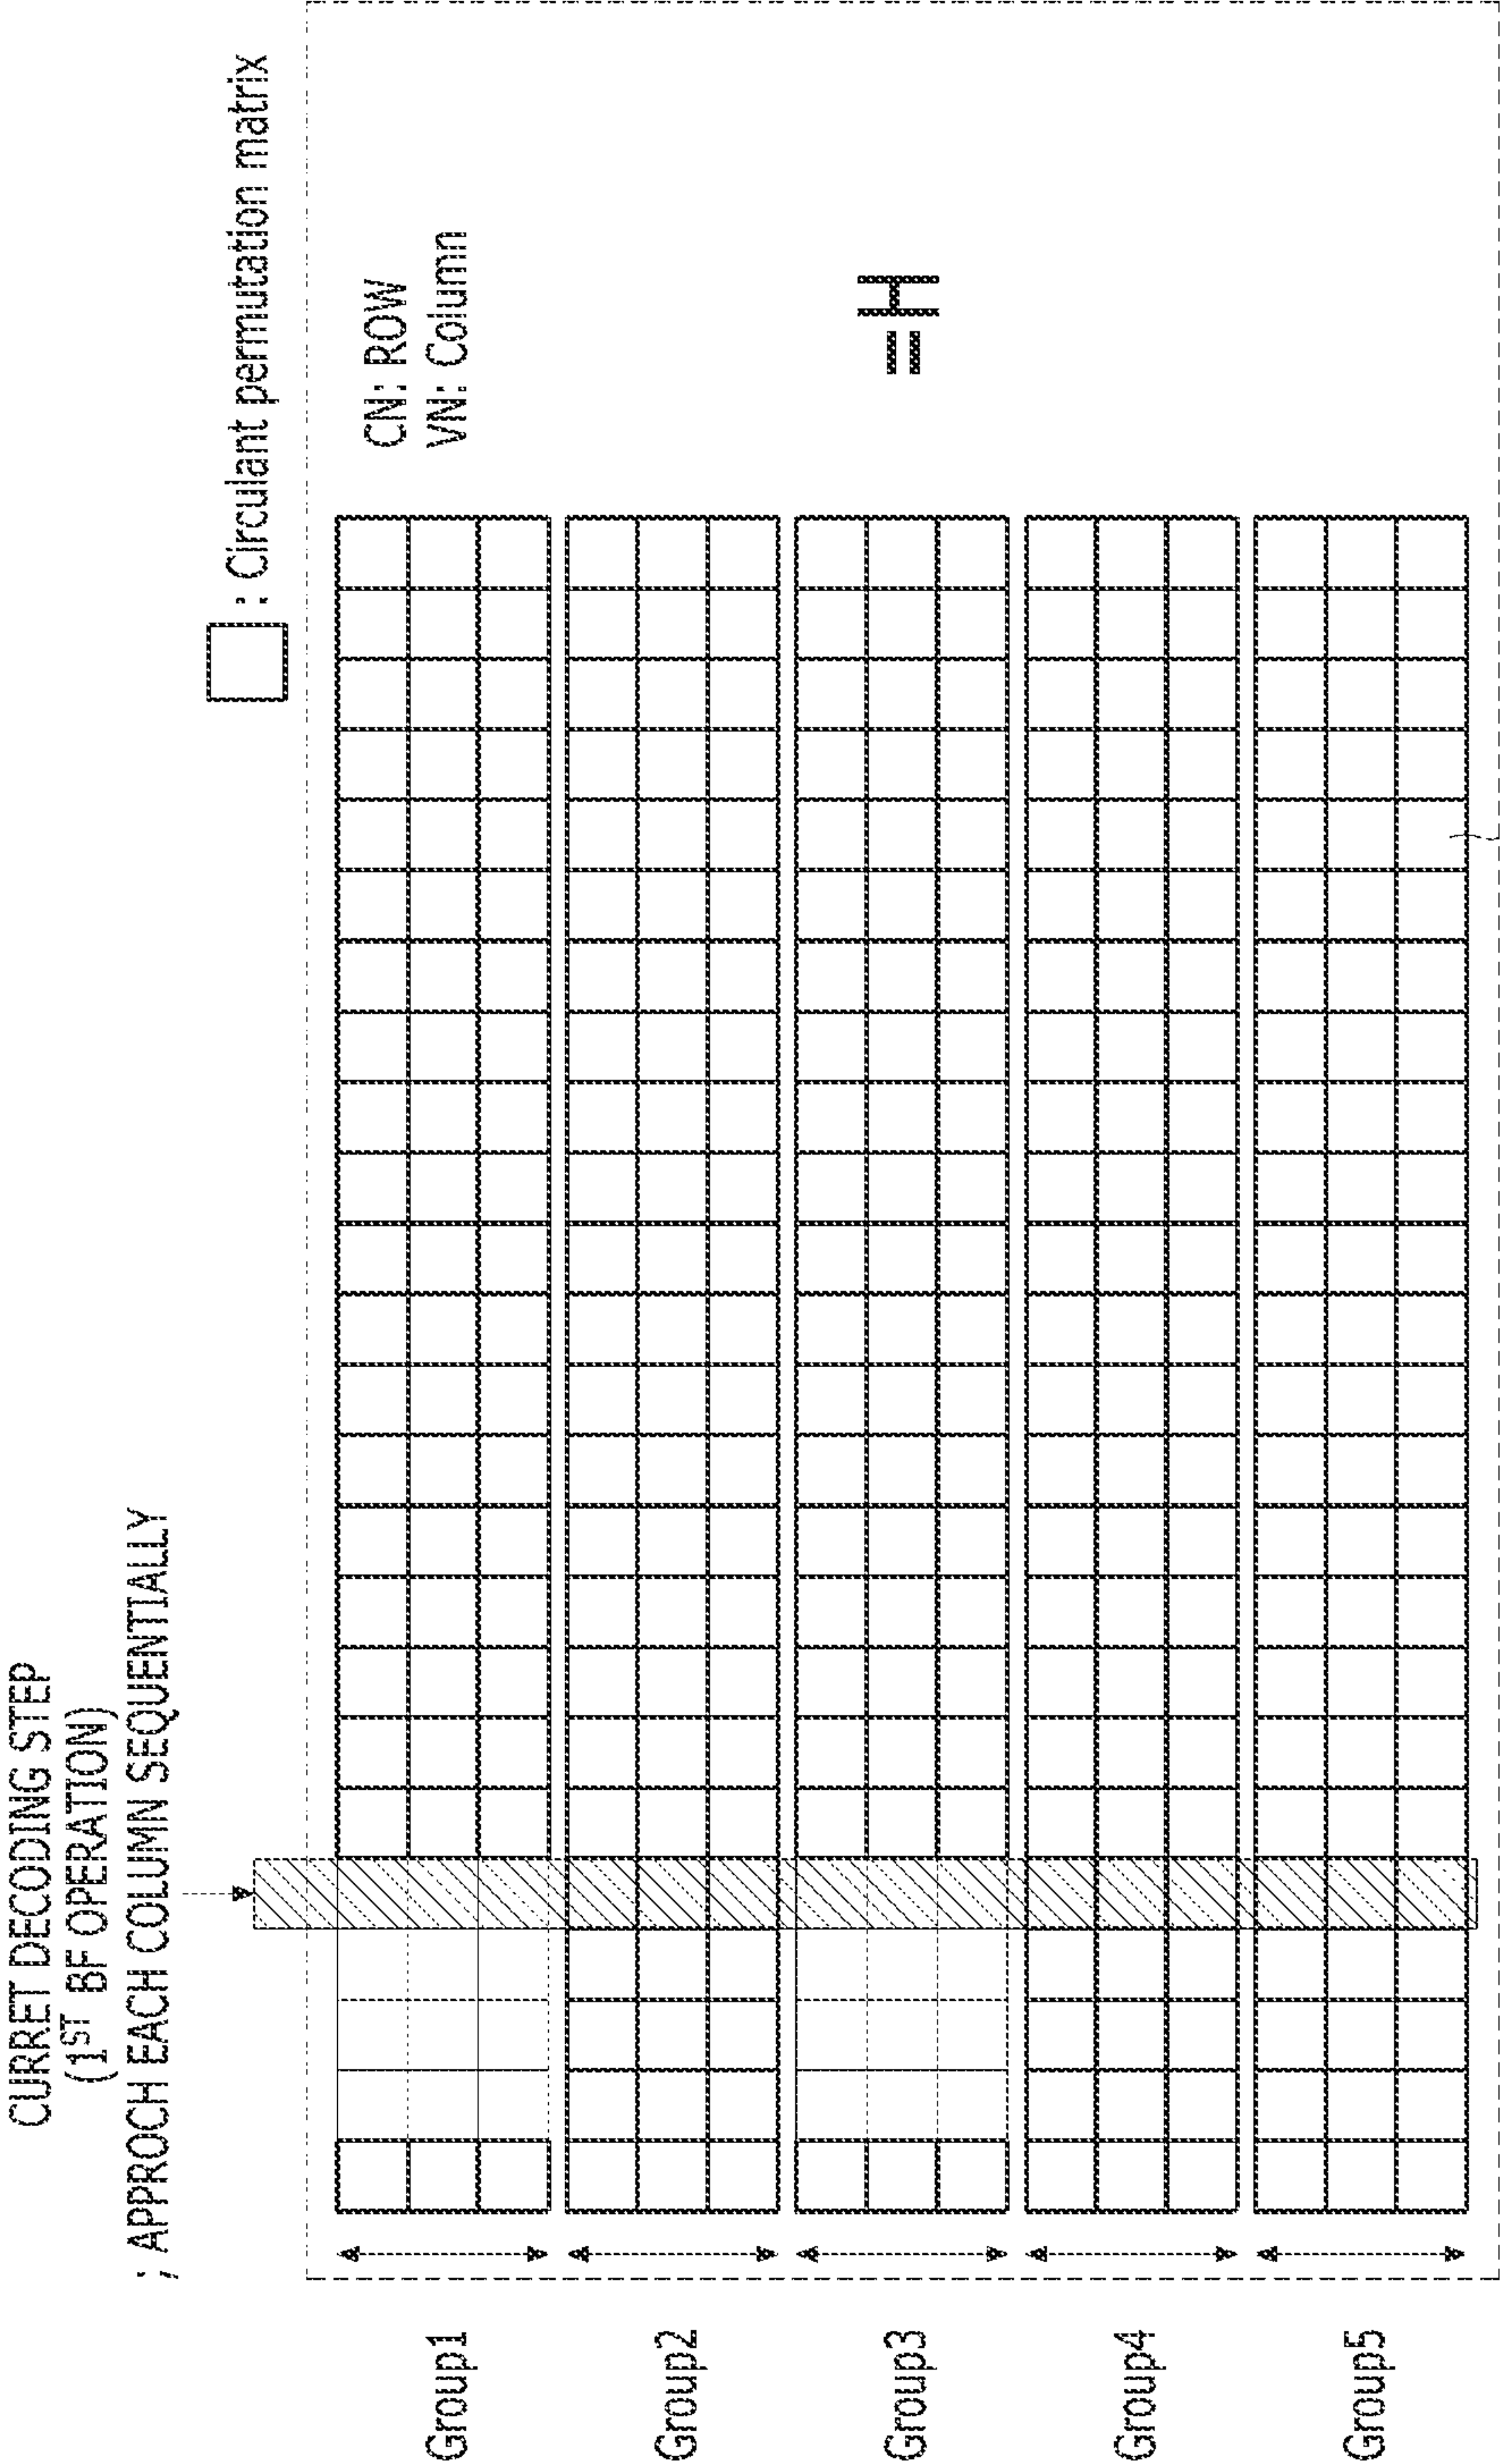 CURRET DECODING STEP
(1ST BF OPERATION)
; APPROCH EACH COLUMN SEQUENTIALLY
: Circulant permutation matrix
CN: ROW
VN: Column
= H
Group1
Group2
Group3
Group4
Group5